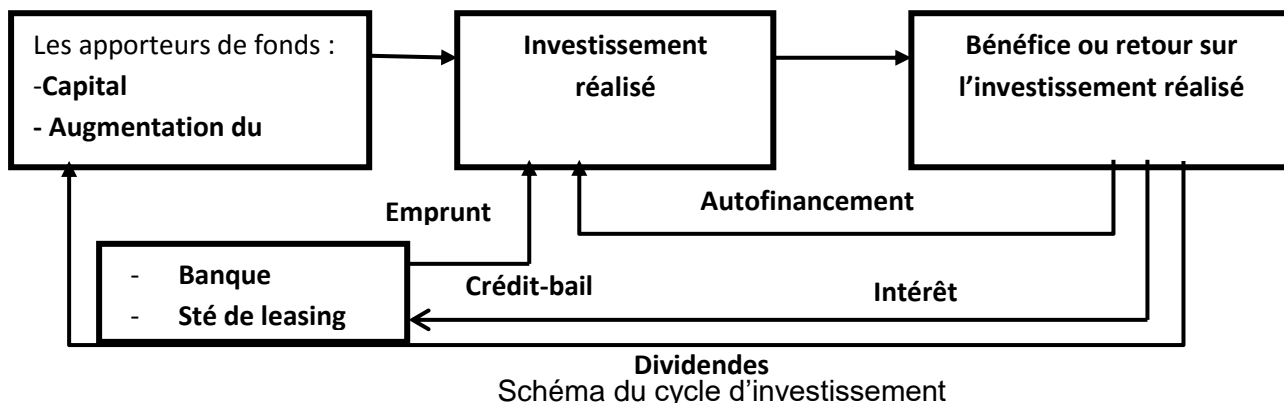 Les apporteurs de fonds :
-Capital
- Augmentation du
Investissement
réalisé
Bénéfice ou retour sur
l’investissement réalisé
Emprunt
Autofinancement
- Banque
- Sté de leasing
Crédit-bail
Intérêt
Dividendes
Schéma du cycle d’investissement